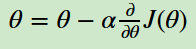 θ = θ − α ∂/∂θ J(θ)